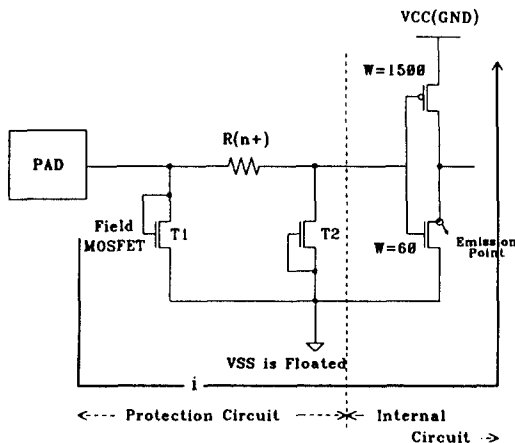 VCC(GND)
W=1500
R(n+)
PAD
Field
MOSFET
T1
T2
W=60
Emission
Point
VSS is Floated
i
Protection Circuit
Internal
Circuit